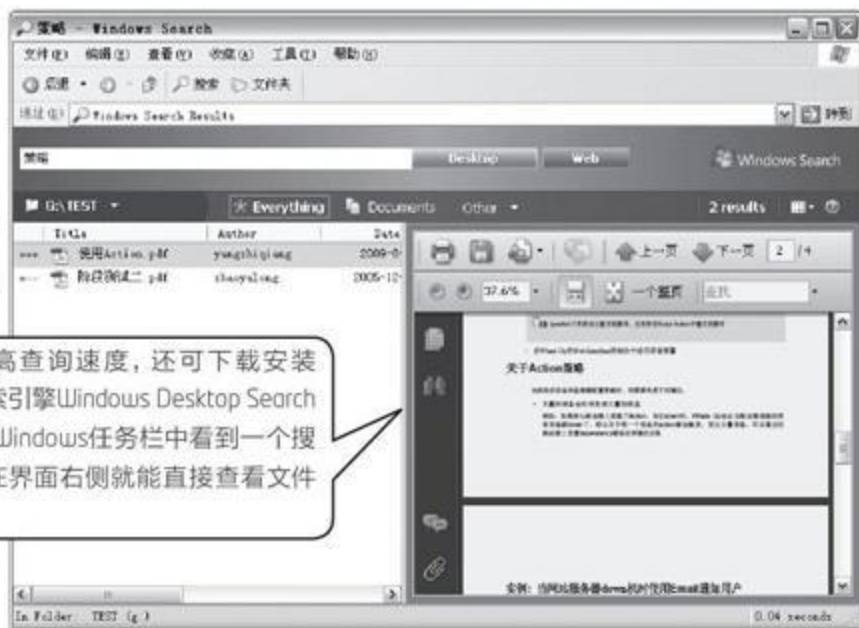 策略 - Windows Search
文件(F) 编辑(E) 查看(V) 收藏(A) 工具(T) 帮助(H)
后退 搜索 文件夹
地址(D) Windows Search Results 转到
策略 Desktop Web Windows Search
G:\TEST Everything Documents Other 2 results
Title Author Date
使用Action.pdf yangzhiqiang 2009-0
阶段测试二.pdf 2005-12-
上一页 下一页 2 /4
37.6% 一个整页 查找
关于Action策略
高查询速度，还可下载安装
索引擎Windows Desktop Search
Windows任务栏中看到一个搜
在界面右侧就能直接查看文件
实例：当网站服务器down机时使用Email通知用户
In Folder: TEST (g:) 0.04 seconds